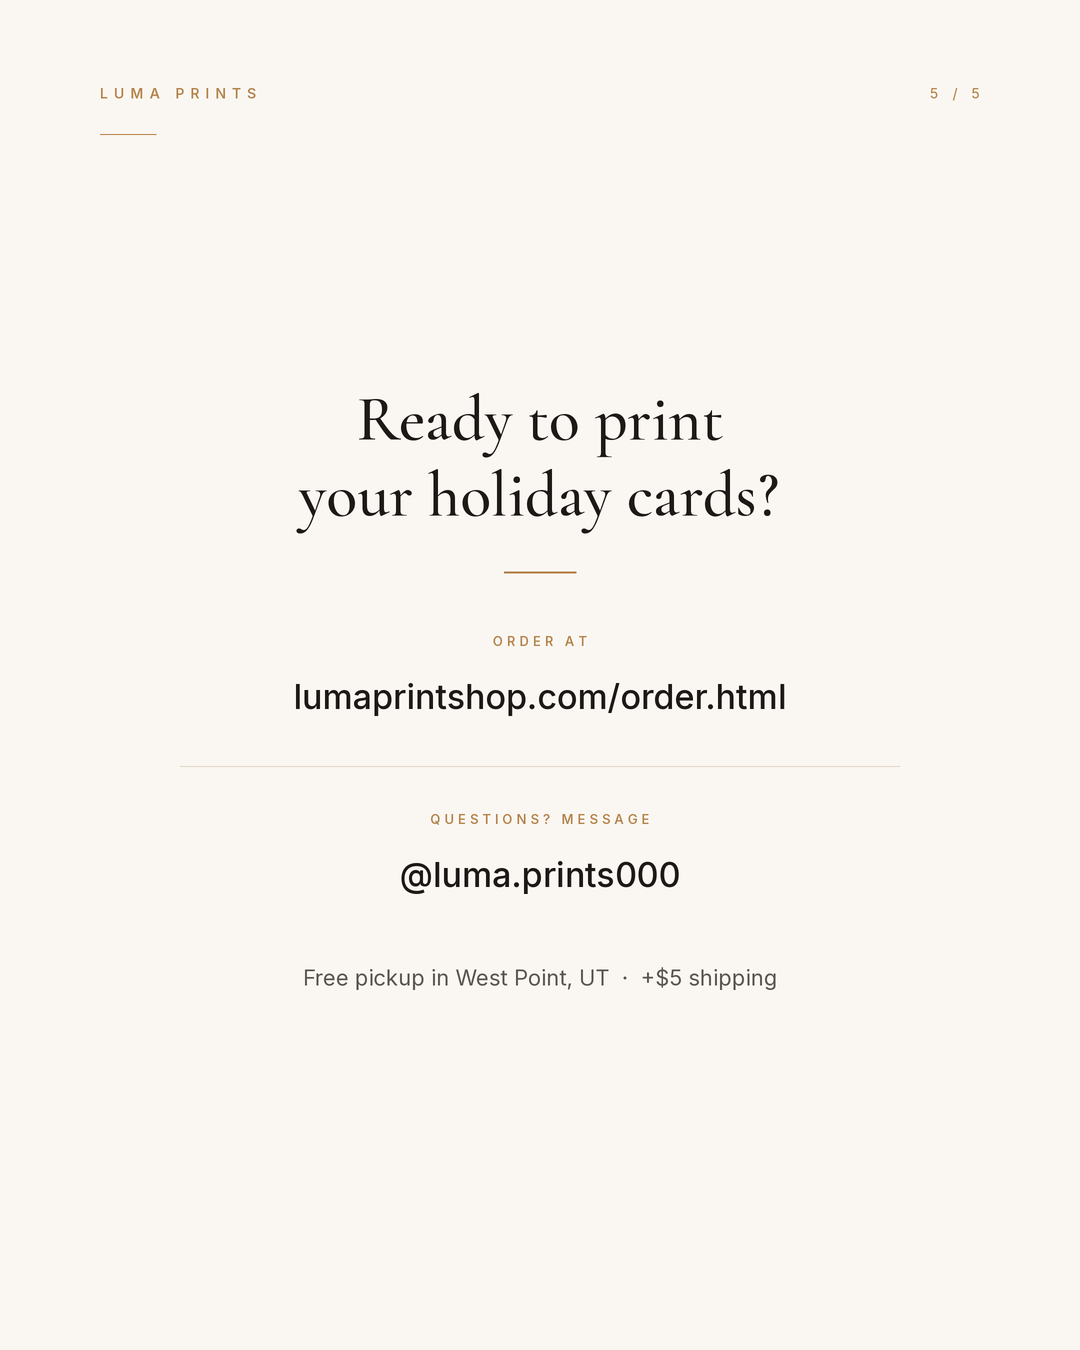 LUMA PRINTS
5 / 5
Ready to print
your holiday cards?
ORDER AT
lumaprintshop.com/order.html
QUESTIONS? MESSAGE
@luma.prints000
Free pickup in West Point, UT · +$5 shipping